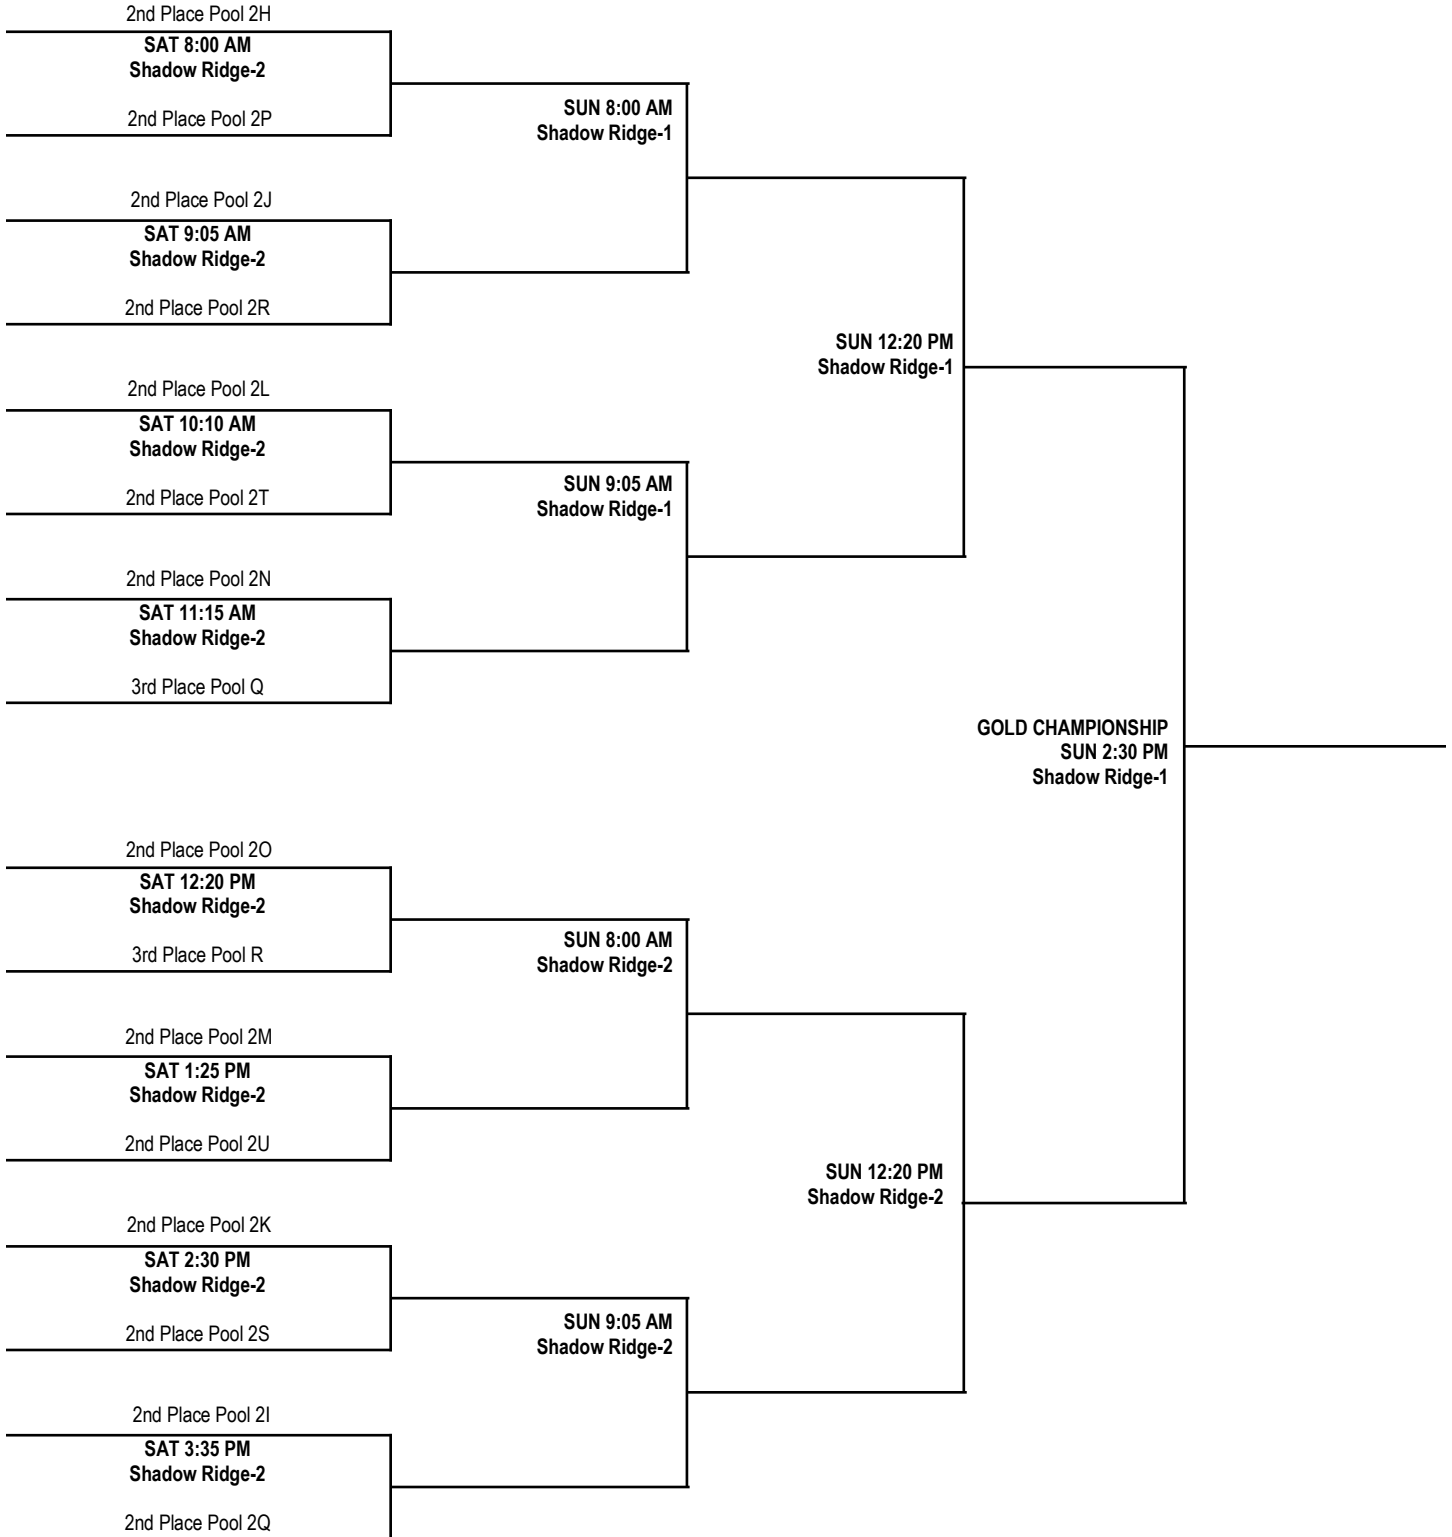 2nd Place Pool 2H
SAT 8:00 AM
Shadow Ridge-2
2nd Place Pool 2P
SUN 8:00 AM
Shadow Ridge-1
2nd Place Pool 2J
SAT 9:05 AM
Shadow Ridge-2
2nd Place Pool 2R
SUN 12:20 PM
Shadow Ridge-1
2nd Place Pool 2L
SAT 10:10 AM
Shadow Ridge-2
2nd Place Pool 2T
SUN 9:05 AM
Shadow Ridge-1
2nd Place Pool 2N
SAT 11:15 AM
Shadow Ridge-2
3rd Place Pool Q
GOLD CHAMPIONSHIP
SUN 2:30 PM
Shadow Ridge-1
2nd Place Pool 2O
SAT 12:20 PM
Shadow Ridge-2
3rd Place Pool R
SUN 8:00 AM
Shadow Ridge-2
2nd Place Pool 2M
SAT 1:25 PM
Shadow Ridge-2
2nd Place Pool 2U
SUN 12:20 PM
Shadow Ridge-2
2nd Place Pool 2K
SAT 2:30 PM
Shadow Ridge-2
2nd Place Pool 2S
SUN 9:05 AM
Shadow Ridge-2
2nd Place Pool 2I
SAT 3:35 PM
Shadow Ridge-2
2nd Place Pool 2Q